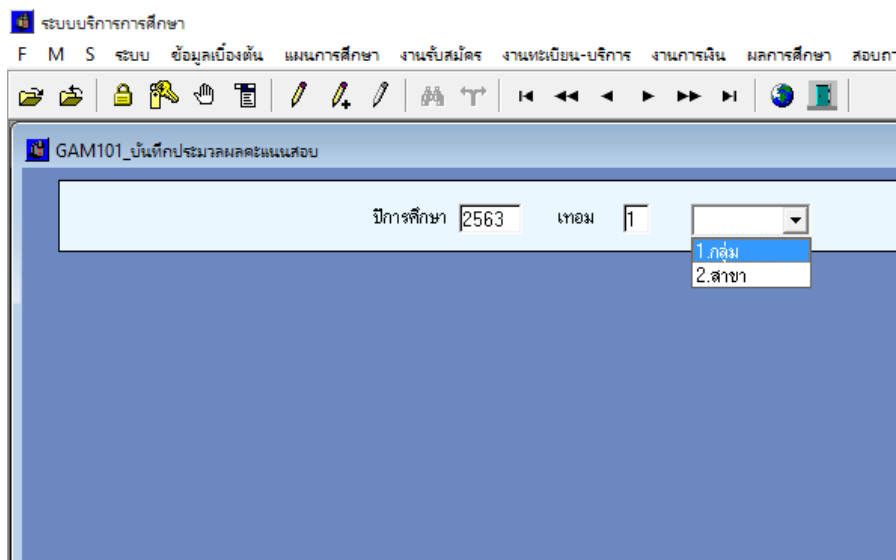 ระบบบริการการศึกษา
F M S ระบบ ข้อมูลเบื้องต้น แผนการศึกษา งานรับสมัคร งานทะเบียน-บริการ งานการเงิน ผลการศึกษา
GAM101_บันทึกประมวลผลคะแนนสอบ
ปีการศึกษา 2563 เทอม 1
1.กลุ่ม
2.สาขา